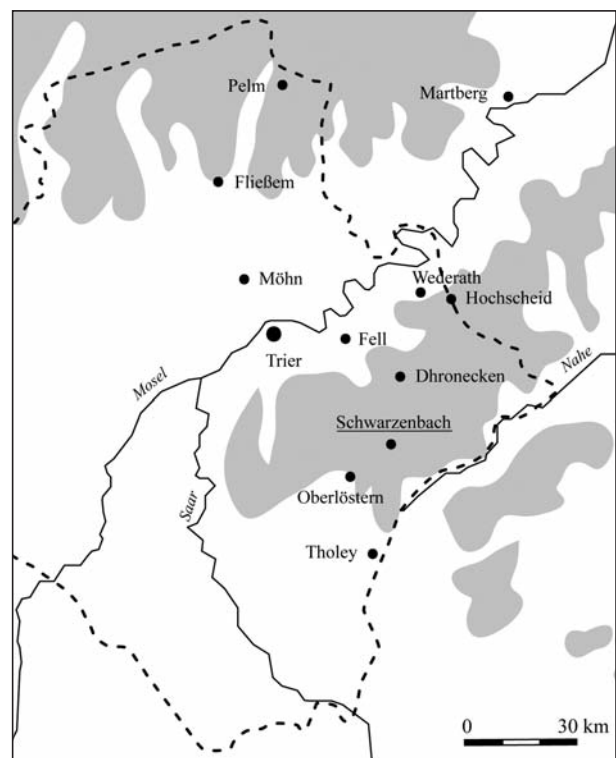 Pelm
Martberg
Fließem
Möhn
Wederath
Hochscheid
Trier
Fell
Mosel
Nahe
Dhronecken
Schwarzenbach
Oberlöstern
Saar
Tholey
0 30 km